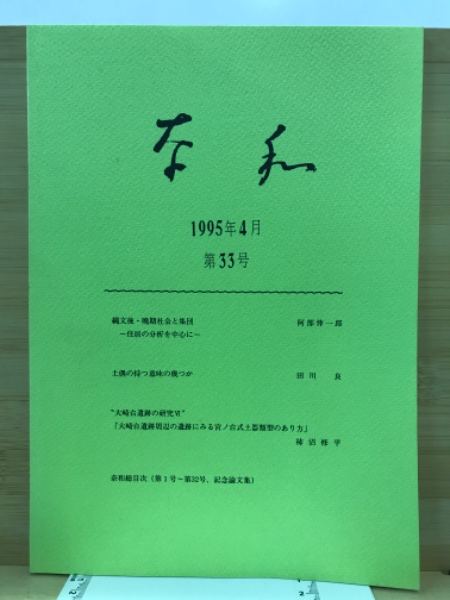 奈和
1995年4月
第33号
縄文後・晩期社会と集団
阿部伸一郎
～住居の分析を中心に～
土偶の持つ意味の幾つか
田川 良
“大崎台遺跡の研究Ⅵ”
『大崎台遺跡周辺の遺跡にみる宮ノ台式土器類型のあり方』
柿沼修平
奈和総目次（第1号～第32号、記念論文集）